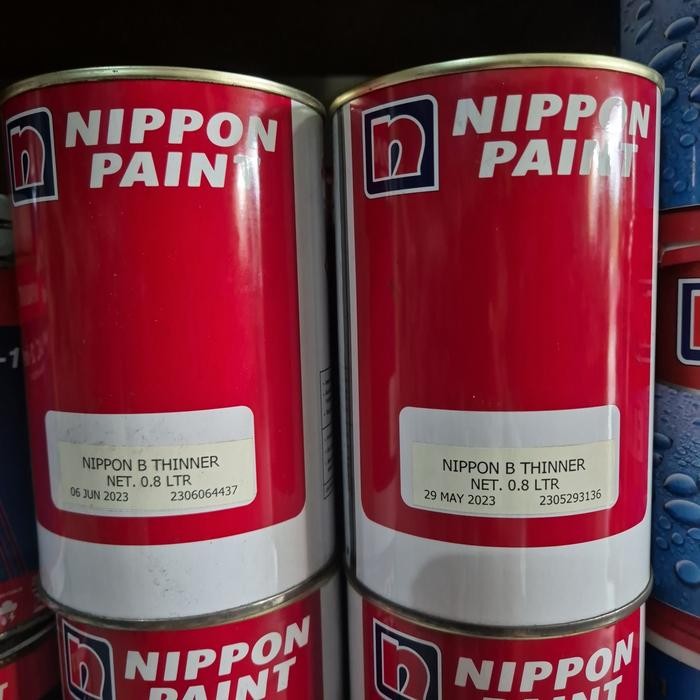 n NIPPON
PAINT
NIPPON B THINNER
NET. 0.8 LTR
06 JUN 2023 2306064437
n NIPPON
PAINT
NIPPON B THINNER
NET. 0.8 LTR
29 MAY 2023 2305293136
n NIPPON
PAINT
n NIPPON
PAINT